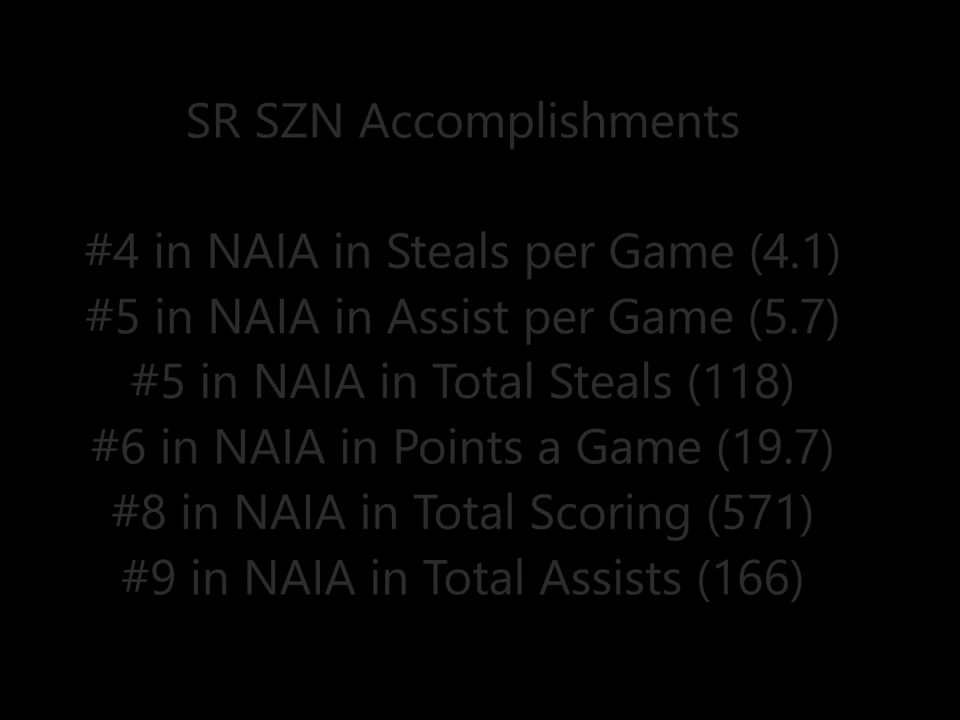 SR SZN Accomplishments
#4 in NAIA in Steals per Game (4.1)
#5 in NAIA in Assist per Game (5.7)
#5 in NAIA in Total Steals (118)
#6 in NAIA in Points a Game (19.7)
#8 in NAIA in Total Scoring (571)
#9 in NAIA in Total Assists (166)